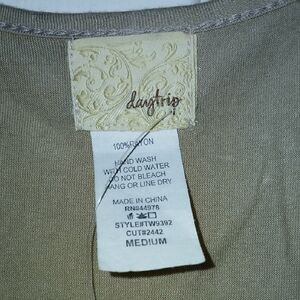 daytrip
100% RAYON
HAND WASH
WITH COLD WATER
DO NOT BLEACH
HANG OR LINE DRY
MADE IN CHINA
RN#44978
STYLE#TW9392
CUT#2442
MEDIUM